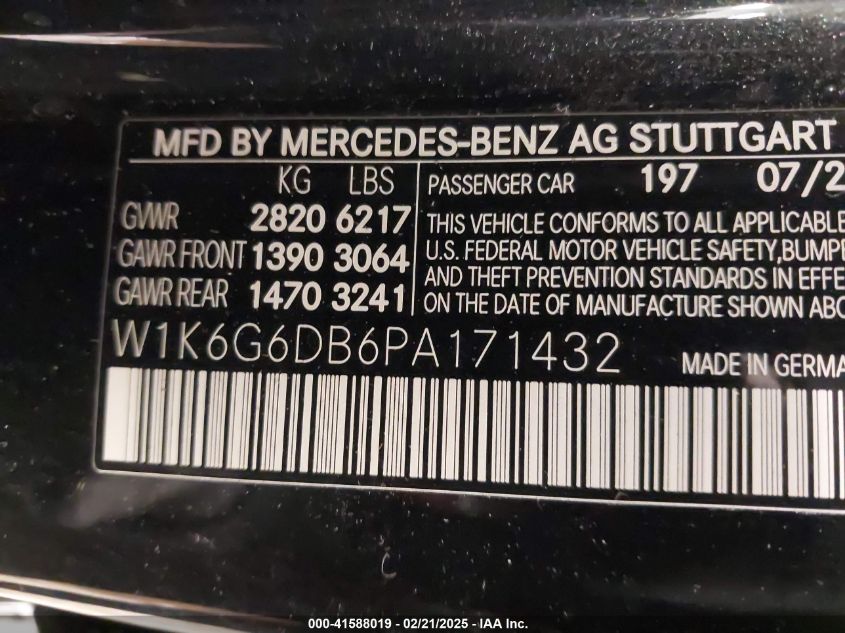 MFD BY MERCEDES-BENZ AG STUTTGART
KG LBS
GVWR 2820 6217
GAWR FRONT 1390 3064
GAWR REAR 1470 3241
PASSENGER CAR 197 07/2
THIS VEHICLE CONFORMS TO ALL APPLICABLE
U.S. FEDERAL MOTOR VEHICLE SAFETY,BUMPE
AND THEFT PREVENTION STANDARDS IN EFFE
ON THE DATE OF MANUFACTURE SHOWN ABO
W1K6G6DB6PA171432
MADE IN GERMA
000-41588019 - 02/21/2025 - IAA Inc.